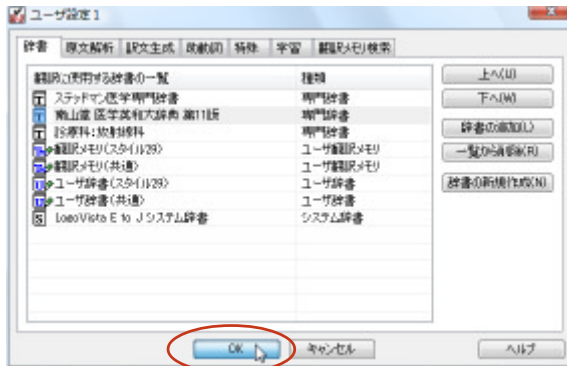 ユーザ設定1
辞書 原文解析 訳文生成 助動詞 特殊 学習 翻訳メモリ検索
翻訳に使用する辞書の一覧 種類
ステッドマン医学専門辞書 専門辞書
南山堂 医学英和大辞典 第11版 専門辞書
診療科:放射線科 専門辞書
翻訳メモリ(スタイル29) ユーザ翻訳メモリ
翻訳メモリ(共通) ユーザ翻訳メモリ
ユーザ辞書(スタイル29) ユーザ辞書
ユーザ辞書(共通) ユーザ辞書
LogoVista E to J システム辞書 システム辞書
上へ(U)
下へ(W)
辞書の追加(L)
一覧から削除(R)
辞書の新規作成(N)
OK キャンセル ヘルプ